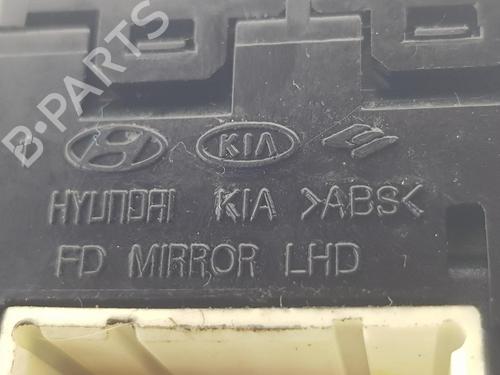 KIA
HYUNDAI KIA >ABS<
FD MIRROR LHD
B-PARTS